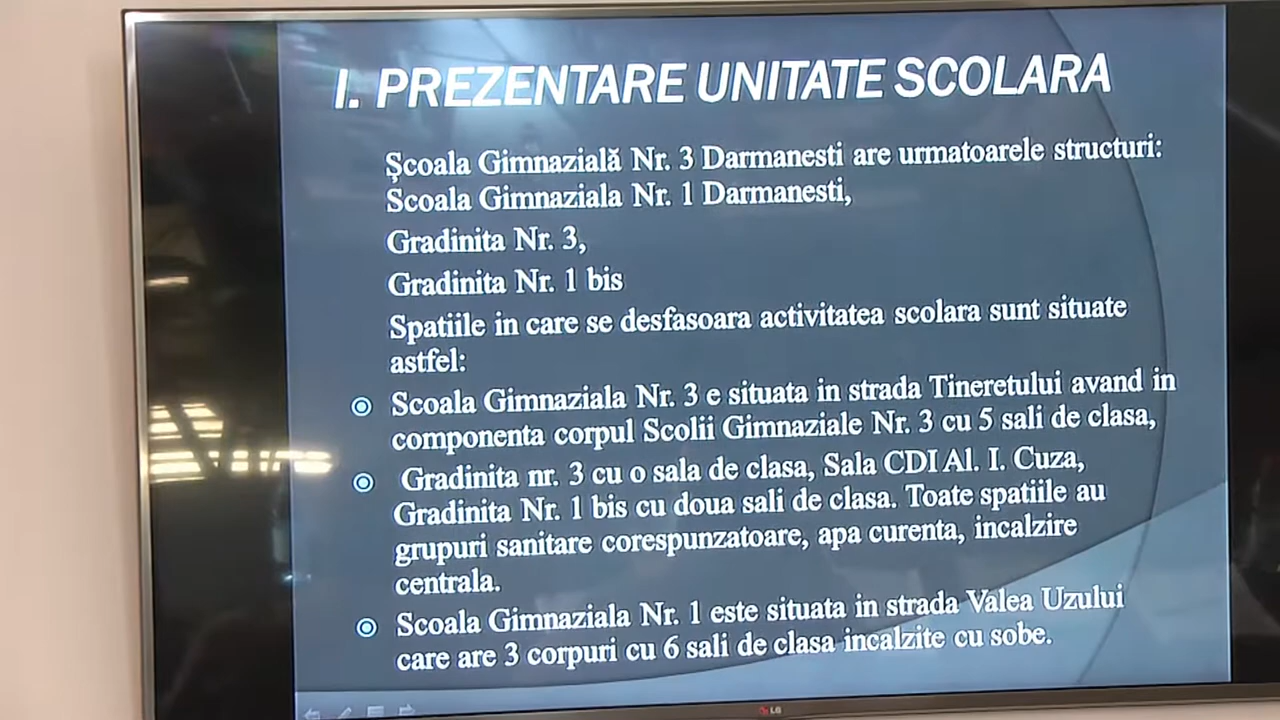 I. PREZENTARE UNITATE SCOLARA
Școala Gimnazială Nr. 3 Darmanesti are urmatoarele structuri:
Scoala Gimnaziala Nr. 1 Darmanesti,
Gradinita Nr. 3,
Gradinita Nr. 1 bis
Spatiile in care se desfasoara activitatea scolara sunt situate
astfel:
Scoala Gimnaziala Nr. 3 e situata in strada Tineretului avand in
componenta corpul Scolii Gimnaziale Nr. 3 cu 5 sali de clasa,
Gradinita nr. 3 cu o sala de clasa, Sala CDI Al. I. Cuza,
Gradinita Nr. 1 bis cu doua sali de clasa. Toate spatiile au
grupuri sanitare corespunzatoare, apa curenta, incalzire
centrala.
Scoala Gimnaziala Nr. 1 este situata in strada Valea Uzului
care are 3 corpuri cu 6 sali de clasa incalzite cu sobe.
LG